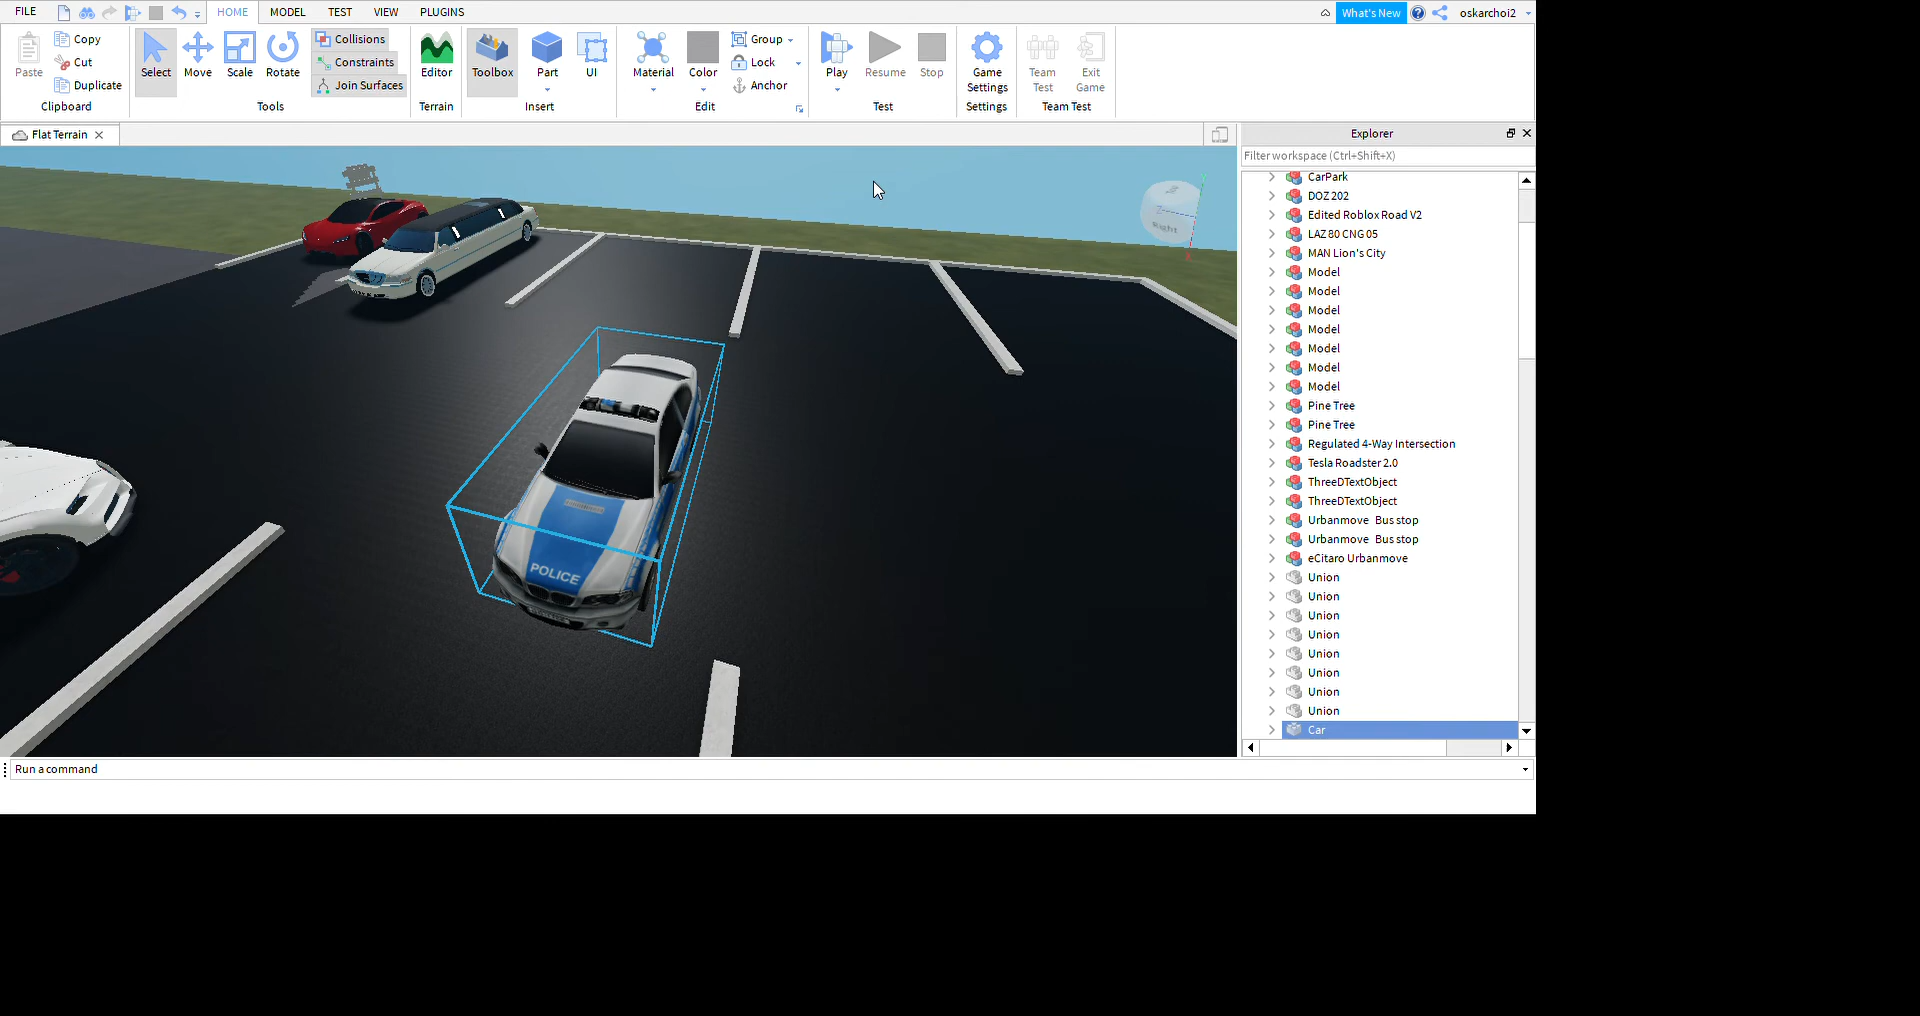 FILE HOME MODEL TEST VIEW PLUGINS What's New oskarchoi2
Paste Copy Cut Duplicate
Clipboard
Select Move Scale Rotate Collisions Constraints Join Surfaces
Tools
Editor
Terrain
Toolbox Part UI
Insert
Material Color Group Lock Anchor
Edit
Play Resume Stop
Test
Game Settings
Settings
Team Test Exit Game
Team Test
Flat Terrain
Explorer
Filter workspace (Ctrl+Shift+X)
CarPark
DOZ 202
Edited Roblox Road V2
LAZ 80 CNG 05
MAN Lion's City
Model
Model
Model
Model
Model
Model
Model
Pine Tree
Pine Tree
Regulated 4-Way Intersection
Tesla Roadster 2.0
ThreeDTextObject
ThreeDTextObject
Urbanmove Bus stop
Urbanmove Bus stop
eCitaro Urbanmove
Union
Union
Union
Union
Union
Union
Union
Union
Car
Right
POLICE
Run a command